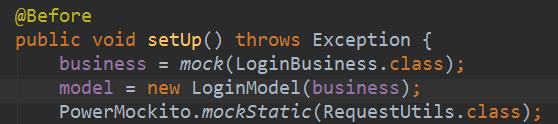 @Before
public void setUp() throws Exception {
business = mock(LoginBusiness.class);
model = new LoginModel(business);
PowerMockito.mockStatic(RequestUtils.class);